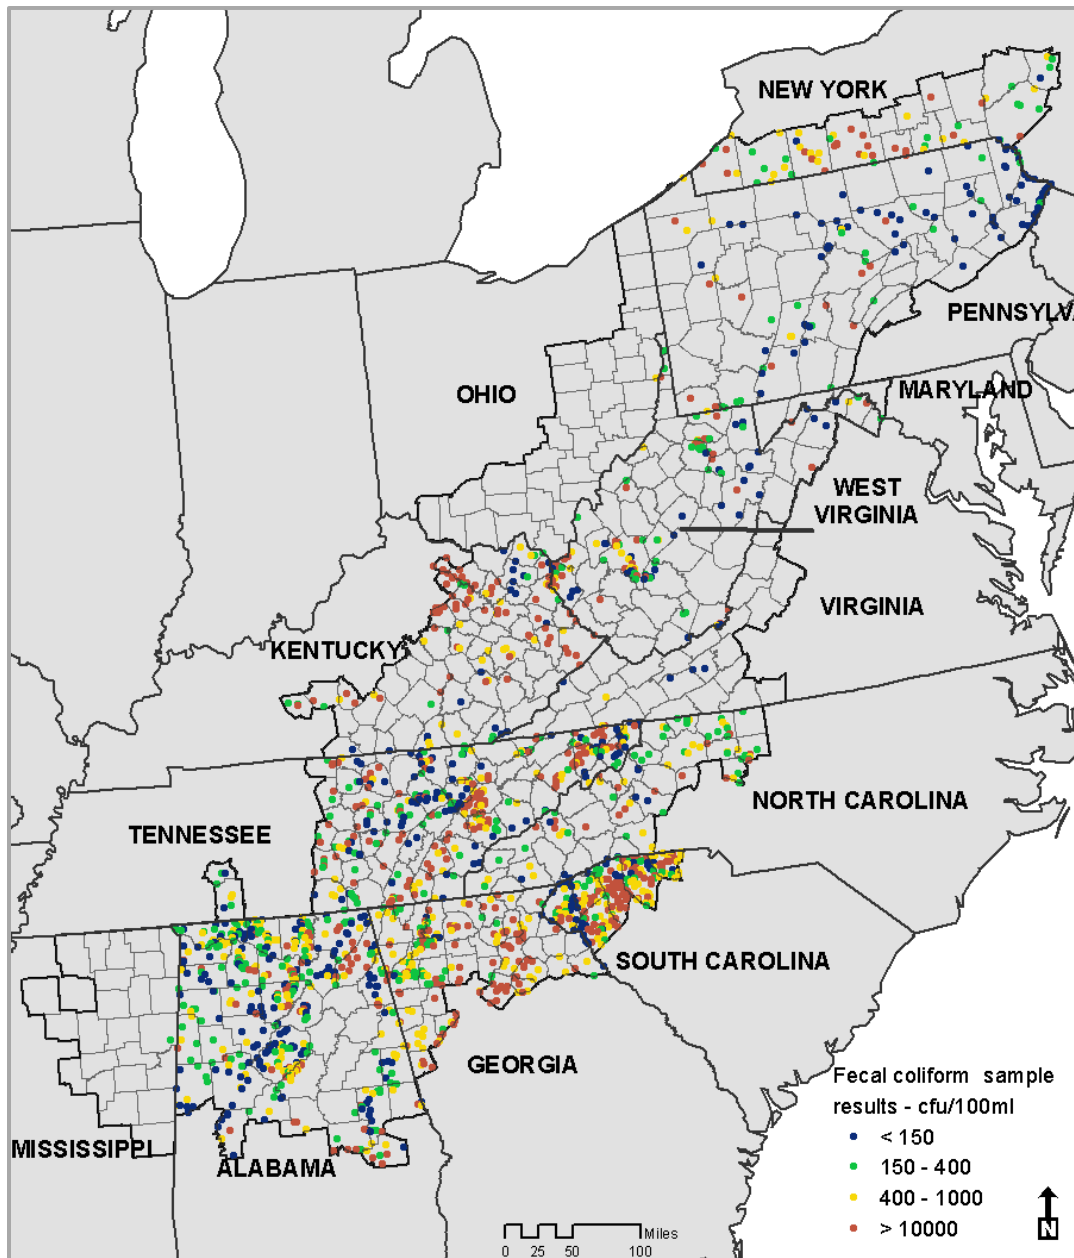 NEW YORK
PENNSYLVA
MARYLAND
OHIO
WEST
VIRGINIA
VIRGINIA
KENTUCKY
NORTH CAROLINA
TENNESSEE
SOUTH CAROLINA
GEORGIA
MISSISSIPPI
ALABAMA
Fecal coliform sample
results - cfu/100ml
< 150
150 - 400
400 - 1000
> 10000
Miles
0 25 50 100
N